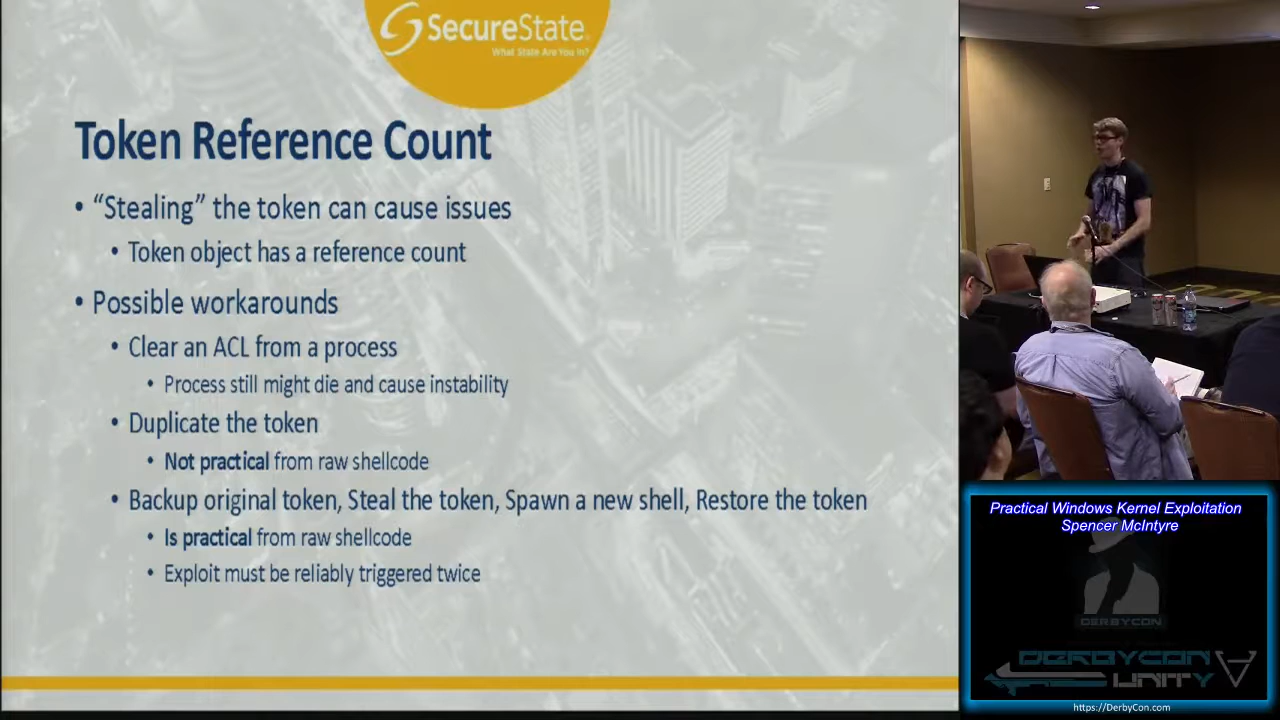 SecureState
What State Are You In?
Token Reference Count
• “Stealing” the token can cause issues
• Token object has a reference count
• Possible workarounds
• Clear an ACL from a process
• Process still might die and cause instability
• Duplicate the token
• Not practical from raw shellcode
• Backup original token, Steal the token, Spawn a new shell, Restore the token
• Is practical from raw shellcode
• Exploit must be reliably triggered twice
Practical Windows Kernel Exploitation
Spencer McIntyre
DERBYCON
DERBYCON
UNITY
https://DerbyCon.com